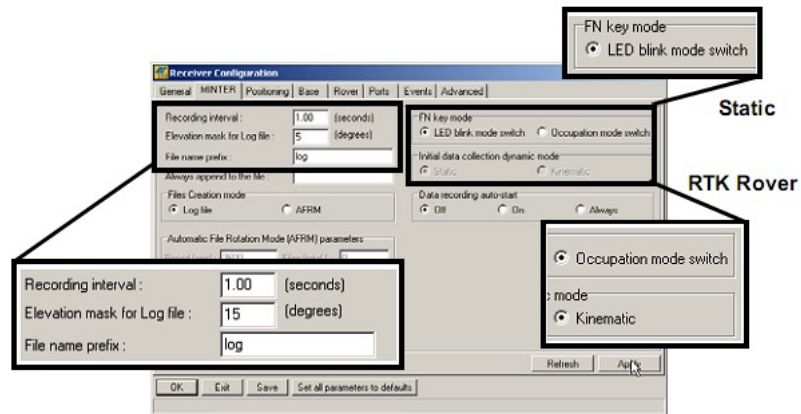 FN key mode
LED blink mode switch
Static
Receiver Configuration
General MINTER Positioning Base Rover Ports Events Advanced
Recording interval : 1.00 (seconds)
Elevation mask for Log file : 5 (degrees)
File name prefix : log
Always append to the file :
Files Creation mode
Log file AFRM
Automatic File Rotation Mode (AFRM) parameters
FN key mode
LED blink mode switch Occupation mode switch
Initial data collection dynamic mode
Static Kinematic
Data recording auto-start
Off On Always
RTK Rover
Occupation mode switch
mode
Kinematic
Recording interval : 1.00 (seconds)
Elevation mask for Log file : 15 (degrees)
File name prefix : log
Refresh Apply
OK Exit Save Set all parameters to defaults